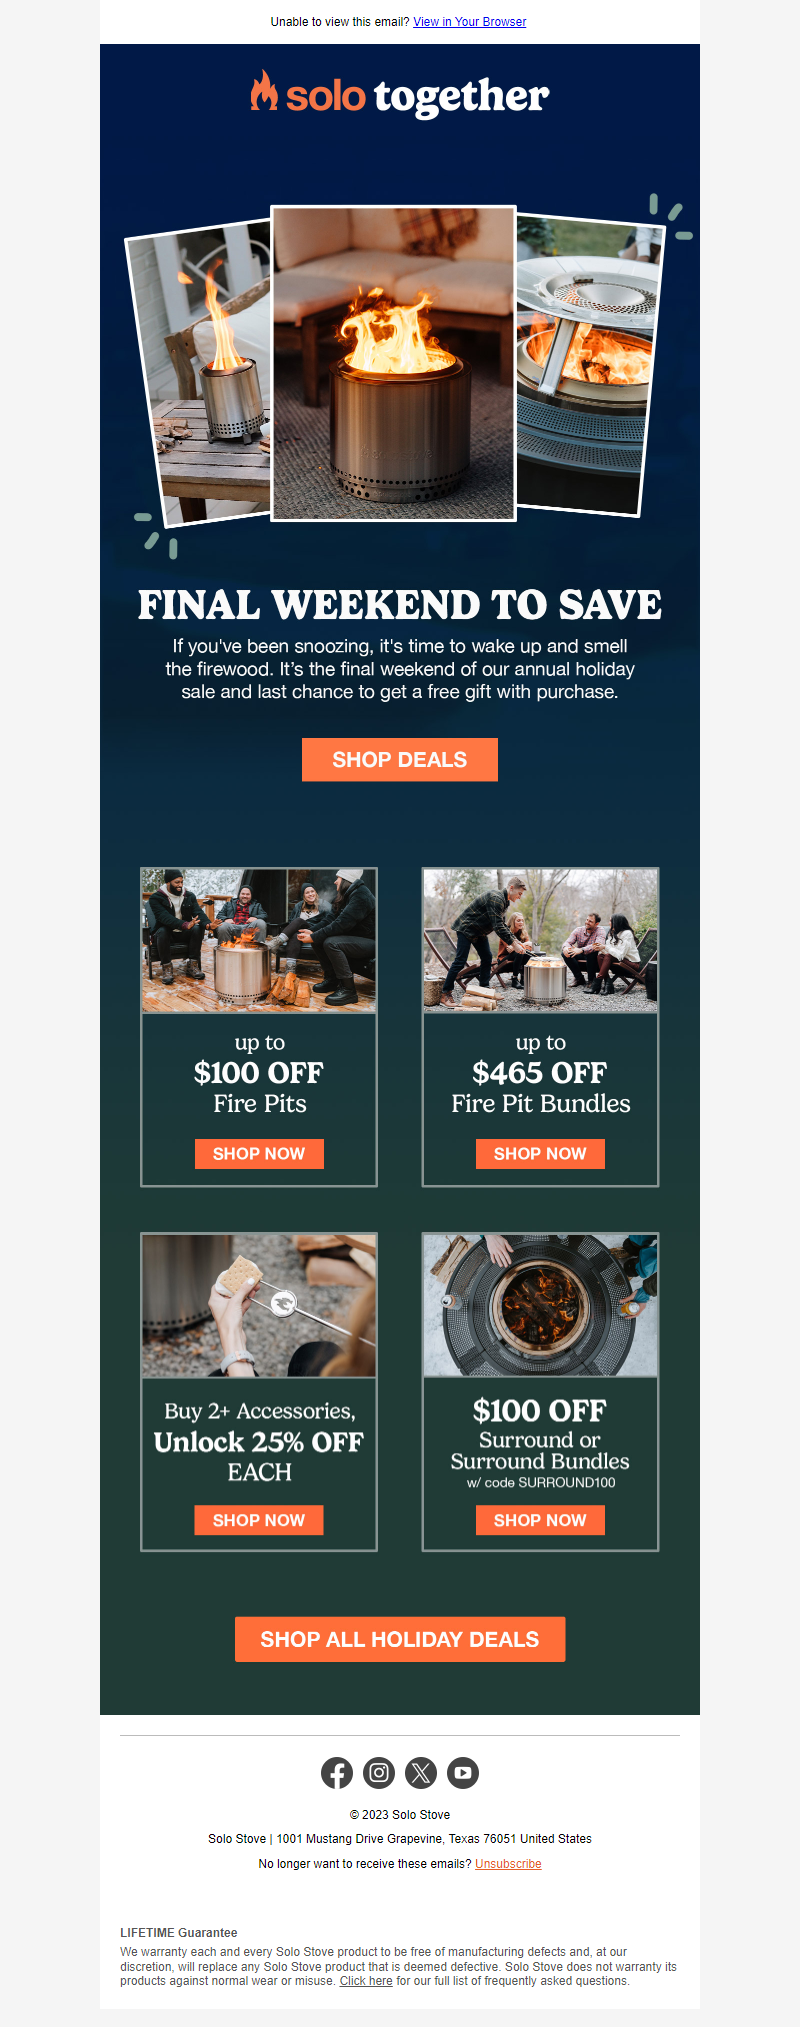 Unable to view this email? View in Your Browser
solo together
FINAL WEEKEND TO SAVE
If you've been snoozing, it's time to wake up and smell
the firewood. It’s the final weekend of our annual holiday
sale and last chance to get a free gift with purchase.
SHOP DEALS
up to
$100 OFF
Fire Pits
SHOP NOW
up to
$465 OFF
Fire Pit Bundles
SHOP NOW
Buy 2+ Accessories,
Unlock 25% OFF
EACH
SHOP NOW
$100 OFF
Surround or
Surround Bundles
w/ code SURROUND100
SHOP NOW
SHOP ALL HOLIDAY DEALS
© 2023 Solo Stove
Solo Stove | 1001 Mustang Drive Grapevine, Texas 76051 United States
No longer want to receive these emails? Unsubscribe
LIFETIME Guarantee
We warranty each and every Solo Stove product to be free of manufacturing defects and, at our
discretion, will replace any Solo Stove product that is deemed defective. Solo Stove does not warranty its
products against normal wear or misuse. Click here for our full list of frequently asked questions.